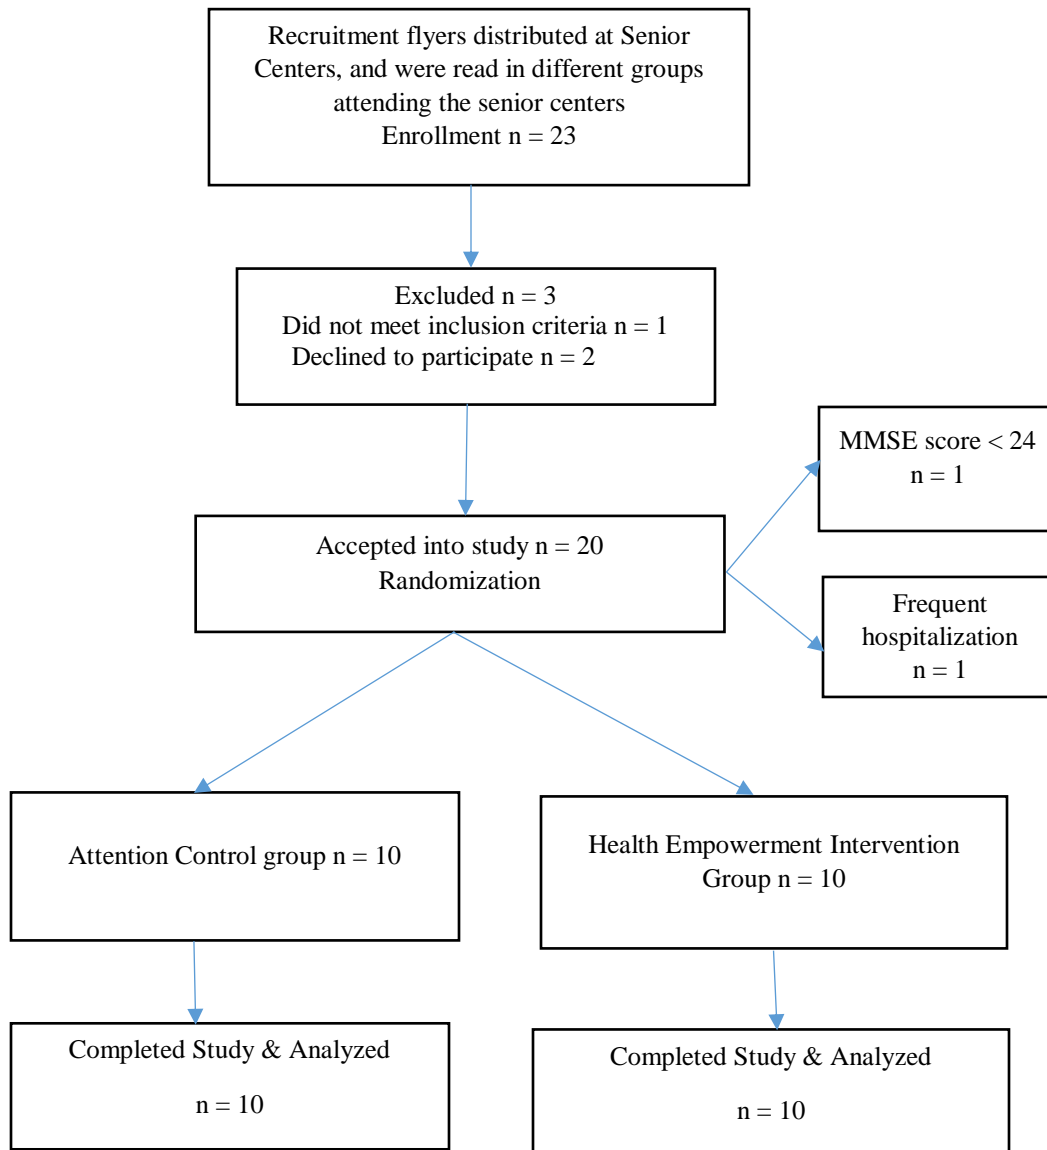 Recruitment flyers distributed at Senior
Centers, and were read in different groups
attending the senior centers
Enrollment n = 23
Excluded n = 3
Did not meet inclusion criteria n = 1
Declined to participate n = 2
MMSE score < 24
n = 1
Accepted into study n = 20
Randomization
Frequent
hospitalization
n = 1
Attention Control group n = 10
Health Empowerment Intervention
Group n = 10
Completed Study & Analyzed
n = 10
Completed Study & Analyzed
n = 10